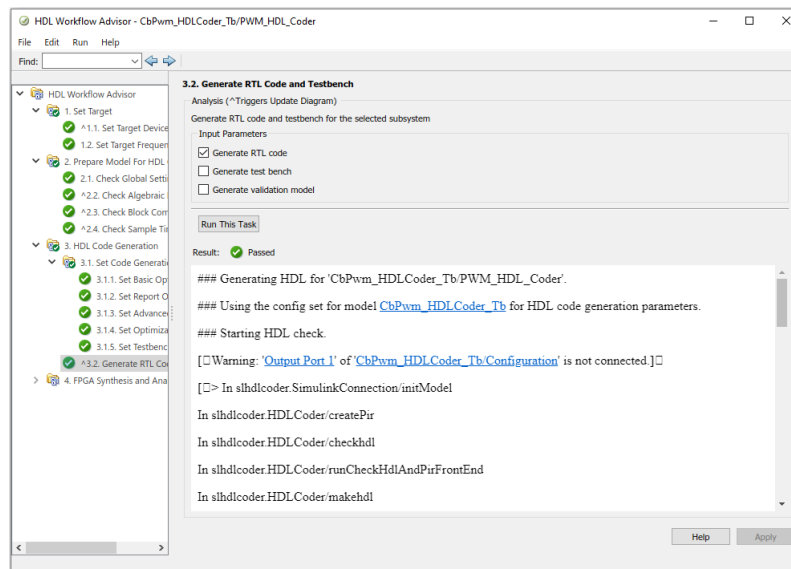 HDL Workflow Advisor - CbPwm_HDLCoder_Tb/PWM_HDL_Coder
File Edit Run Help
Find:
HDL Workflow Advisor
1. Set Target
^1.1. Set Target Device
1.2. Set Target Frequen
2. Prepare Model For HDL
2.1. Check Global Setti
^2.2. Check Algebraic
^2.3. Check Block Com
^2.4. Check Sample Ti
3. HDL Code Generation
3.1. Set Code Generati
3.1.1. Set Basic Op
3.1.2. Set Report O
3.1.3. Set Advance
3.1.4. Set Optimiza
3.1.5. Set Testbenc
^3.2. Generate RTL Co
4. FPGA Synthesis and Ana
3.2. Generate RTL Code and Testbench
Analysis (^Triggers Update Diagram)
Generate RTL code and testbench for the selected subsystem
Input Parameters
Generate RTL code
Generate test bench
Generate validation model
Run This Task
Result: Passed
### Generating HDL for 'CbPwm_HDLCoder_Tb/PWM_HDL_Coder'.
### Using the config set for model CbPwm_HDLCoder_Tb for HDL code generation parameters.
### Starting HDL check.
[□Warning: 'Output Port 1' of 'CbPwm_HDLCoder_Tb/Configuration' is not connected.]□
[□> In slhdlcoder.SimulinkConnection/initModel
In slhdlcoder.HDLCoder/createPir
In slhdlcoder.HDLCoder/checkhdl
In slhdlcoder.HDLCoder/runCheckHdlAndPirFrontEnd
In slhdlcoder.HDLCoder/makehdl
Help Apply